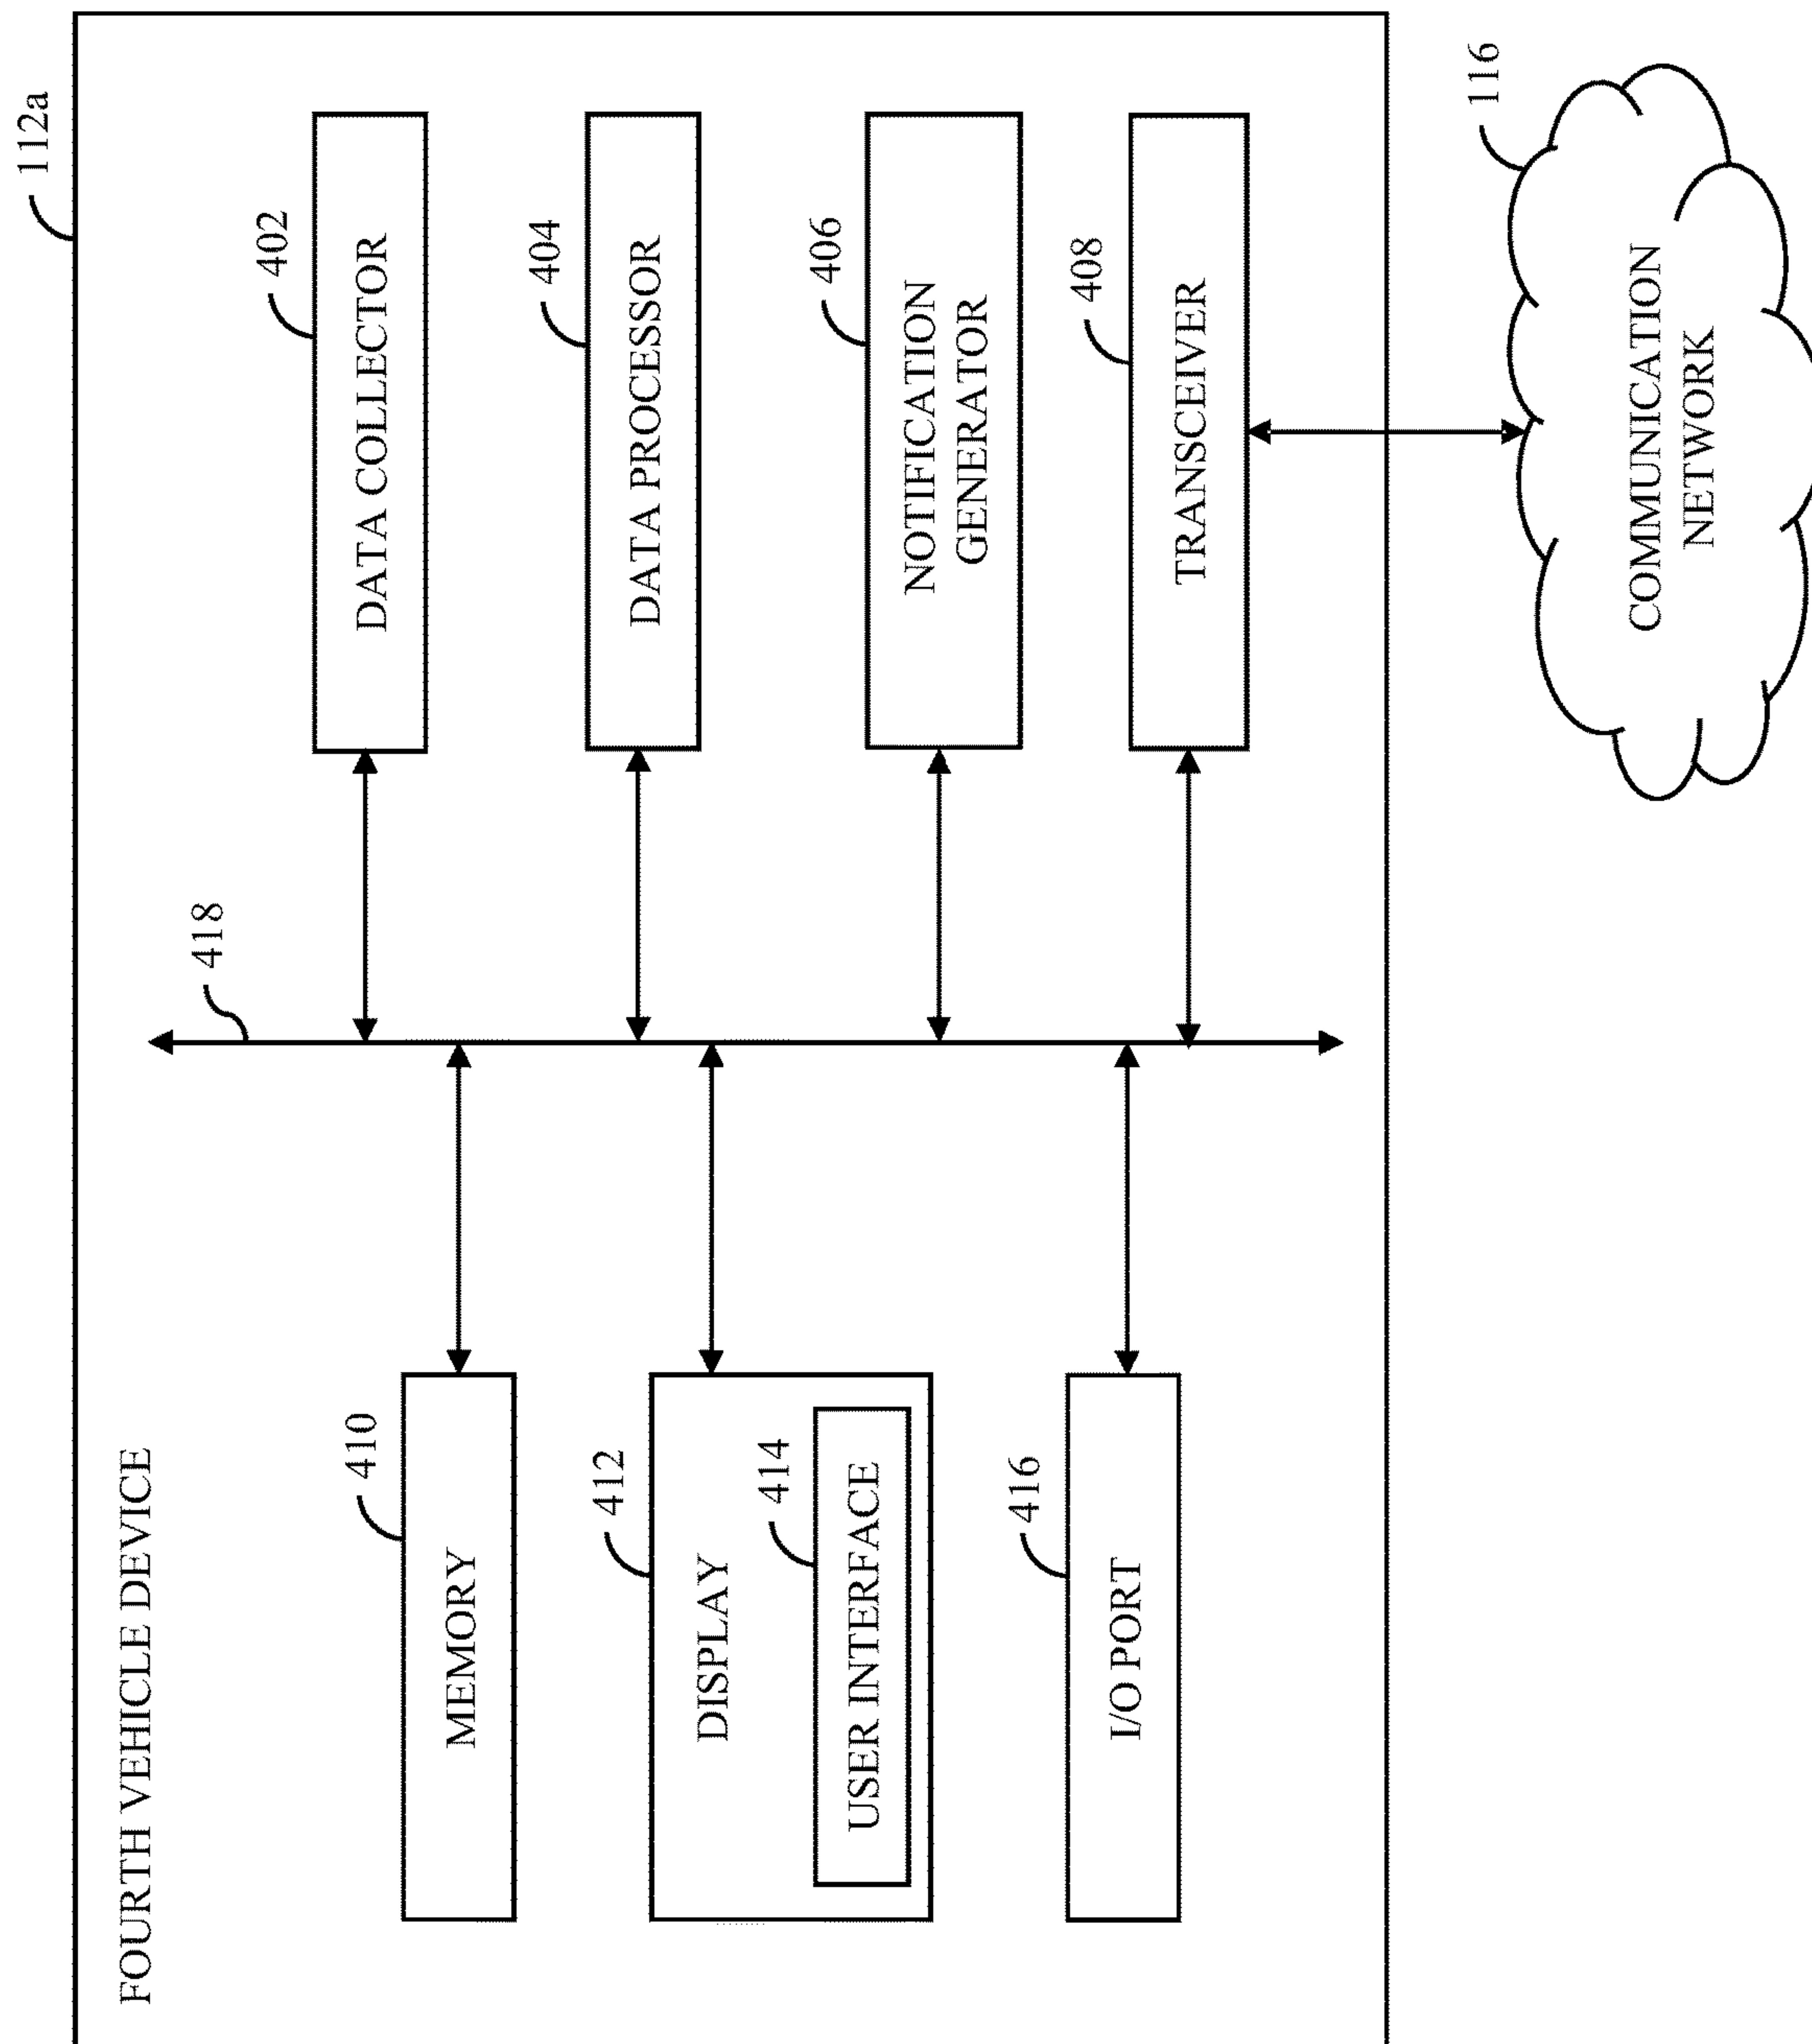 FOURTH VEHICLE DEVICE
112a
410
MEMORY
412
DISPLAY
414
USER INTERFACE
416
I/O PORT
418
402
DATA COLLECTOR
404
DATA PROCESSOR
406
NOTIFICATION
GENERATOR
408
TRANSCEIVER
116
COMMUNICATION
NETWORK